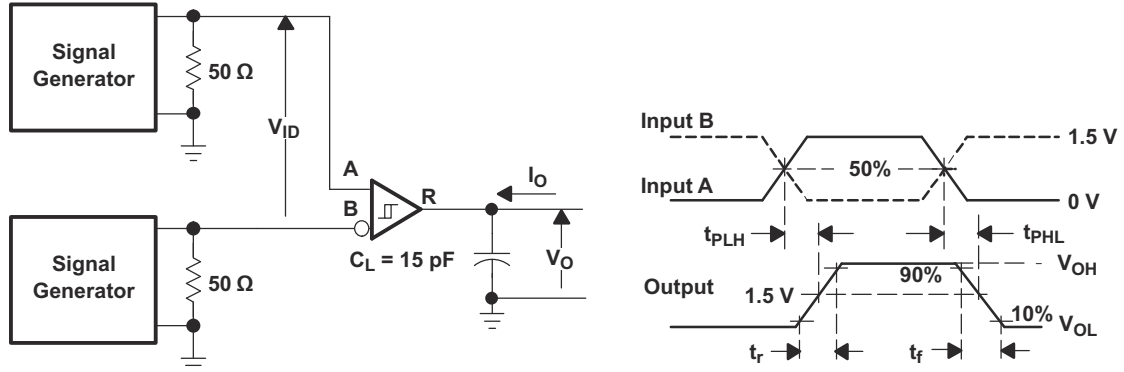 Signal
Generator
50 Ω
V_ID
A
B
R
I_O
C_L = 15 pF
V_O
Signal
Generator
50 Ω
Input B
1.5 V
50%
Input A
0 V
t_PLH
t_PHL
V_OH
90%
Output
1.5 V
10%
V_OL
t_r
t_f